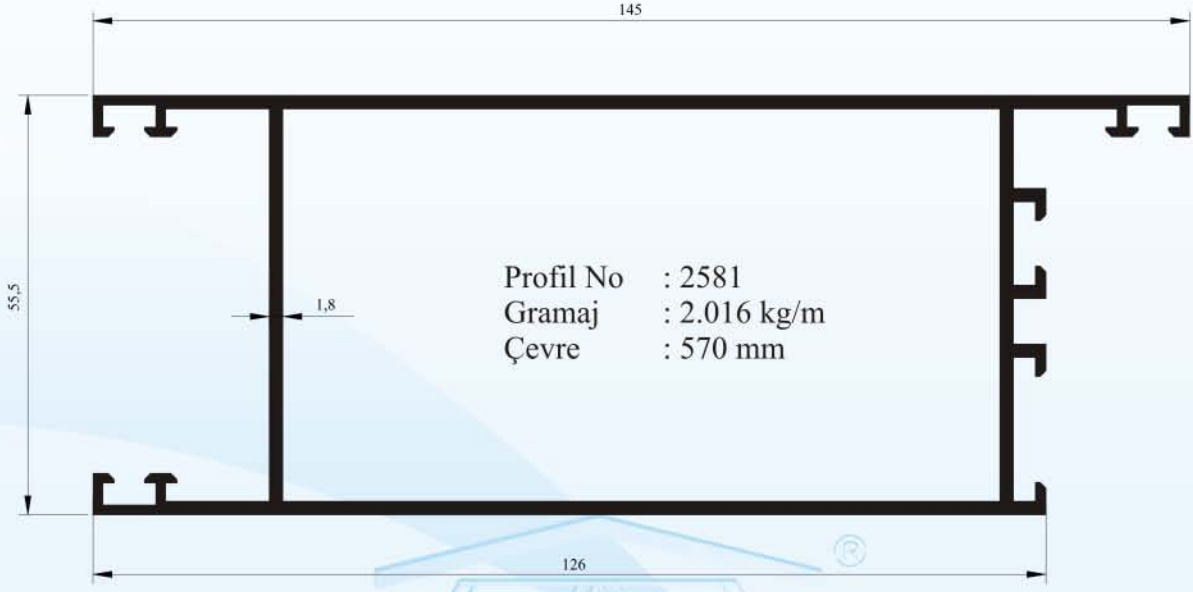 145
55,5
1,8
Profil No : 2581
Gramaj : 2.016 kg/m
Çevre : 570 mm
®
126